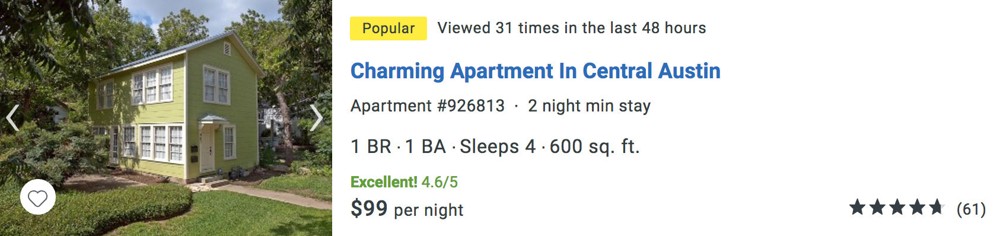 Popular Viewed 31 times in the last 48 hours
Charming Apartment In Central Austin
Apartment #926813 · 2 night min stay
1 BR · 1 BA · Sleeps 4 · 600 sq. ft.
Excellent! 4.6/5
$99 per night (61)